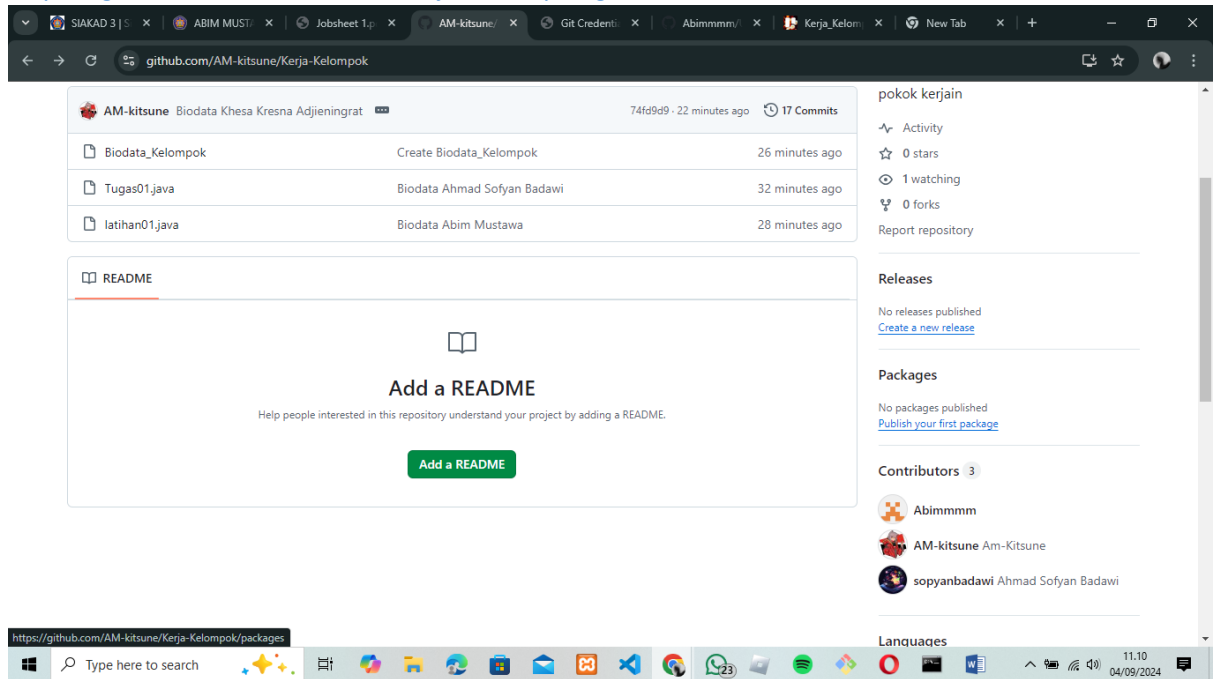 SIAKAD 3 | S
ABIM MUST
Jobsheet 1.p
AM-kitsune/
Git Credenti
Abimmmm/
Kerja_Kelom
New Tab
github.com/AM-kitsune/Kerja-Kelompok
AM-kitsune Biodata Khesa Kresna Adjieningrat
74fd9d9 · 22 minutes ago
17 Commits
Biodata_Kelompok
Create Biodata_Kelompok
26 minutes ago
Tugas01.java
Biodata Ahmad Sofyan Badawi
32 minutes ago
latihan01.java
Biodata Abim Mustawa
28 minutes ago
README
Add a README
Help people interested in this repository understand your project by adding a README.
Add a README
pokok kerjain
Activity
0 stars
1 watching
0 forks
Report repository
Releases
No releases published
Create a new release
Packages
No packages published
Publish your first package
Contributors 3
Abimmmm
AM-kitsune Am-Kitsune
sopyanbadawi Ahmad Sofyan Badawi
Languages
https://github.com/AM-kitsune/Kerja-Kelompok/packages
Type here to search
23
11.10
04/09/2024